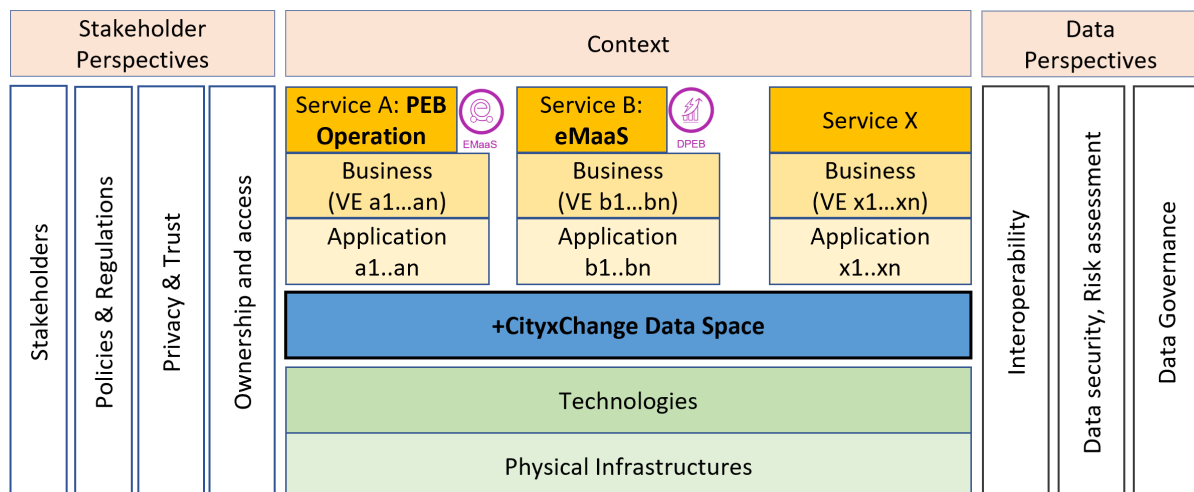 Stakeholder
Perspectives
Context
Data
Perspectives
Stakeholders
Policies & Regulations
Privacy & Trust
Ownership and access
Service A: PEB
Operation
EMaaS
Business
(VE a1...an)
Application
a1..an
Service B:
eMaaS
DPEB
Business
(VE b1...bn)
Application
b1..bn
Service X
Business
(VE x1...xn)
Application
x1..xn
+CityxChange Data Space
Technologies
Physical Infrastructures
Interoperability
Data security, Risk assessment
Data Governance